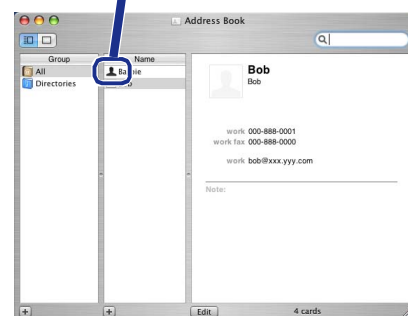 Address Book
Group
All
Directories
Name
Bob
Bob
work 000-888-0001
work fax 000-888-0000
work bob@xxx.yyy.com
Note:
Edit
4 cards